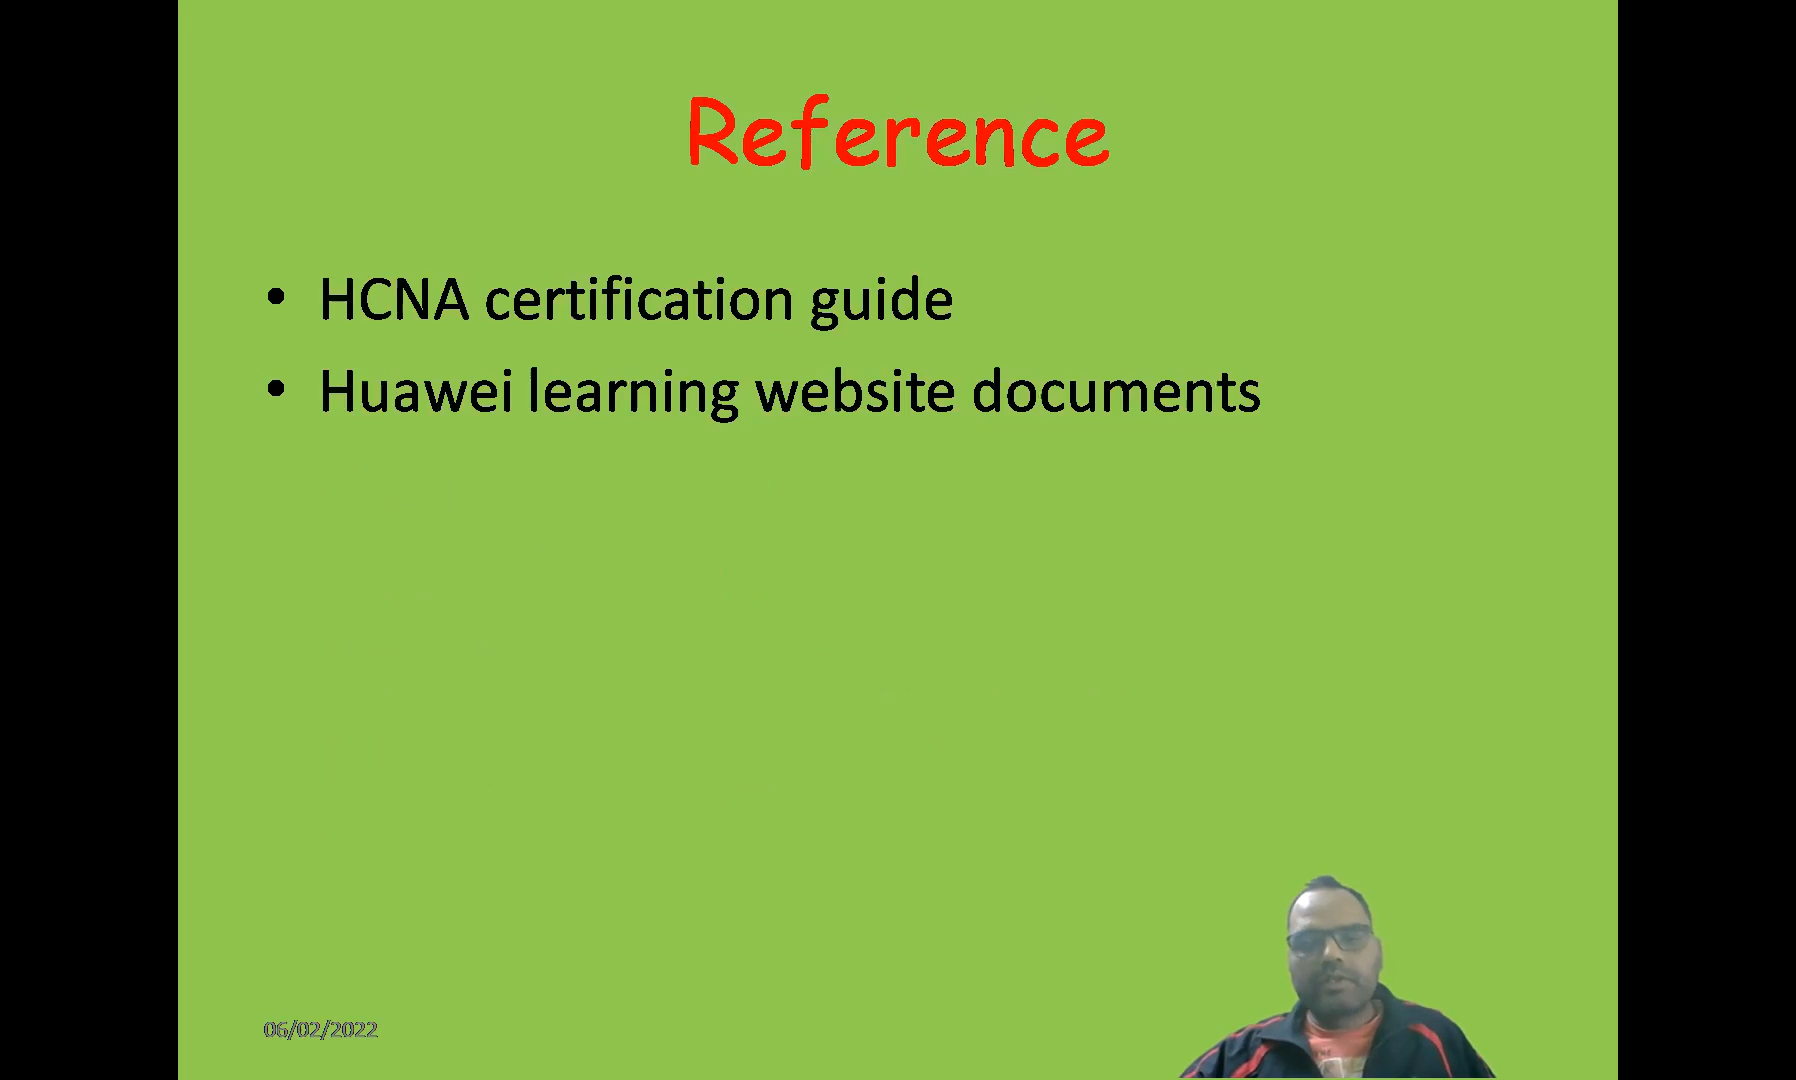 Reference
• HCNA certification guide
• Huawei learning website documents
06/02/2022